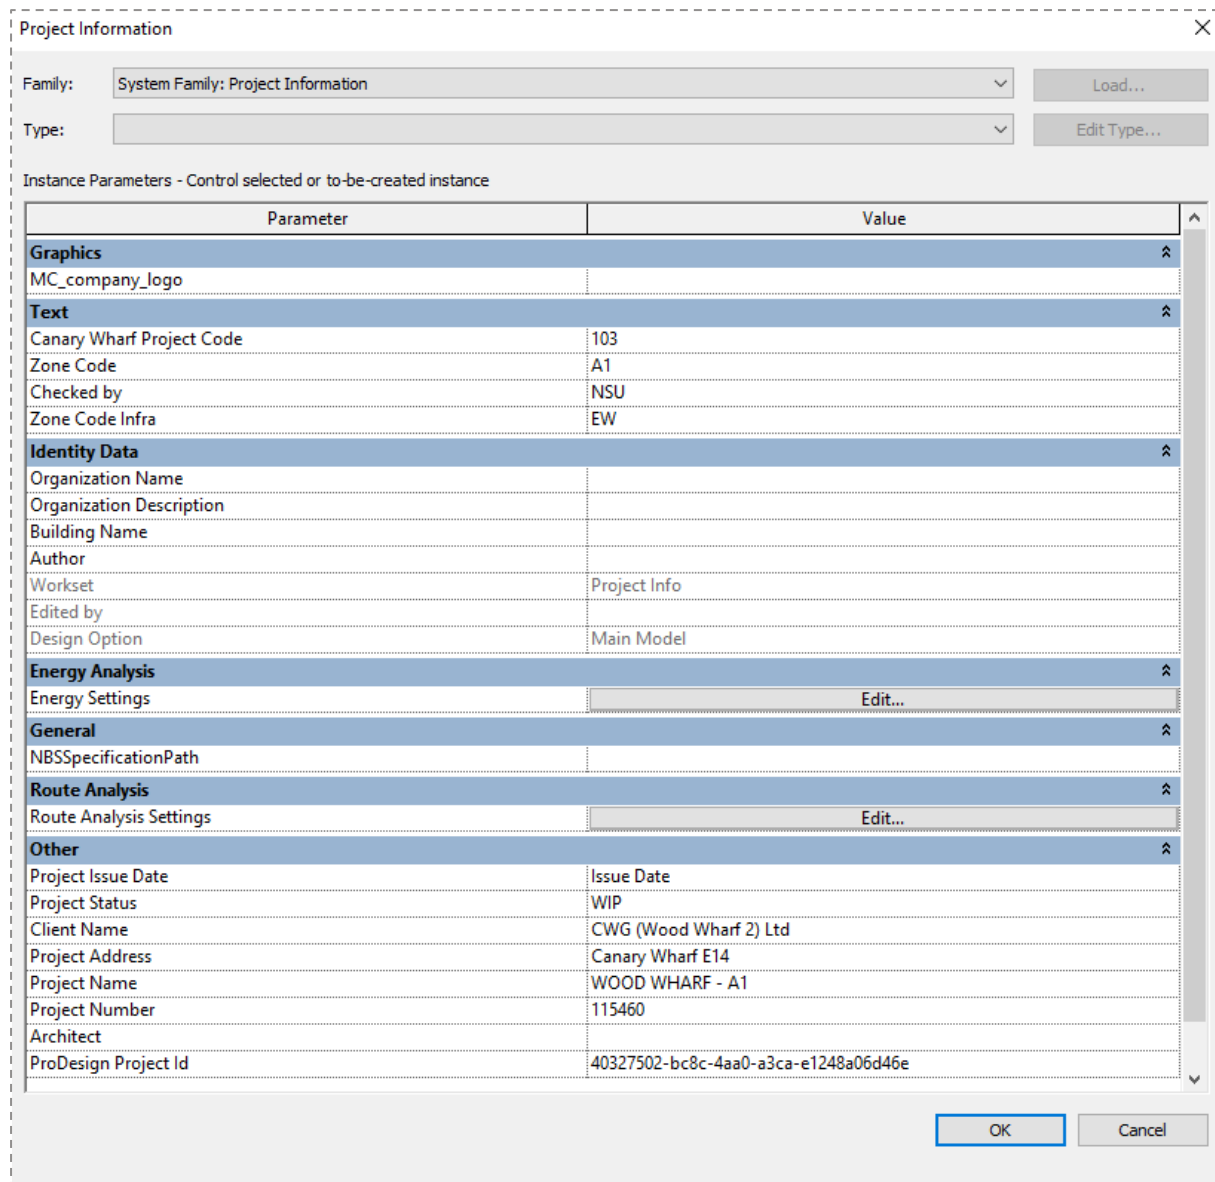 Project Information
Family: System Family: Project Information Load...
Type: Edit Type...
Instance Parameters - Control selected or to-be-created instance
Parameter Value
Graphics
MC_company_logo
Text
Canary Wharf Project Code 103
Zone Code A1
Checked by NSU
Zone Code Infra EW
Identity Data
Organization Name
Organization Description
Building Name
Author
Workset Project Info
Edited by
Design Option Main Model
Energy Analysis
Energy Settings Edit...
General
NBSSpecificationPath
Route Analysis
Route Analysis Settings Edit...
Other
Project Issue Date Issue Date
Project Status WIP
Client Name CWG (Wood Wharf 2) Ltd
Project Address Canary Wharf E14
Project Name WOOD WHARF - A1
Project Number 115460
Architect
ProDesign Project Id 40327502-bc8c-4aa0-a3ca-e1248a06d46e
OK Cancel